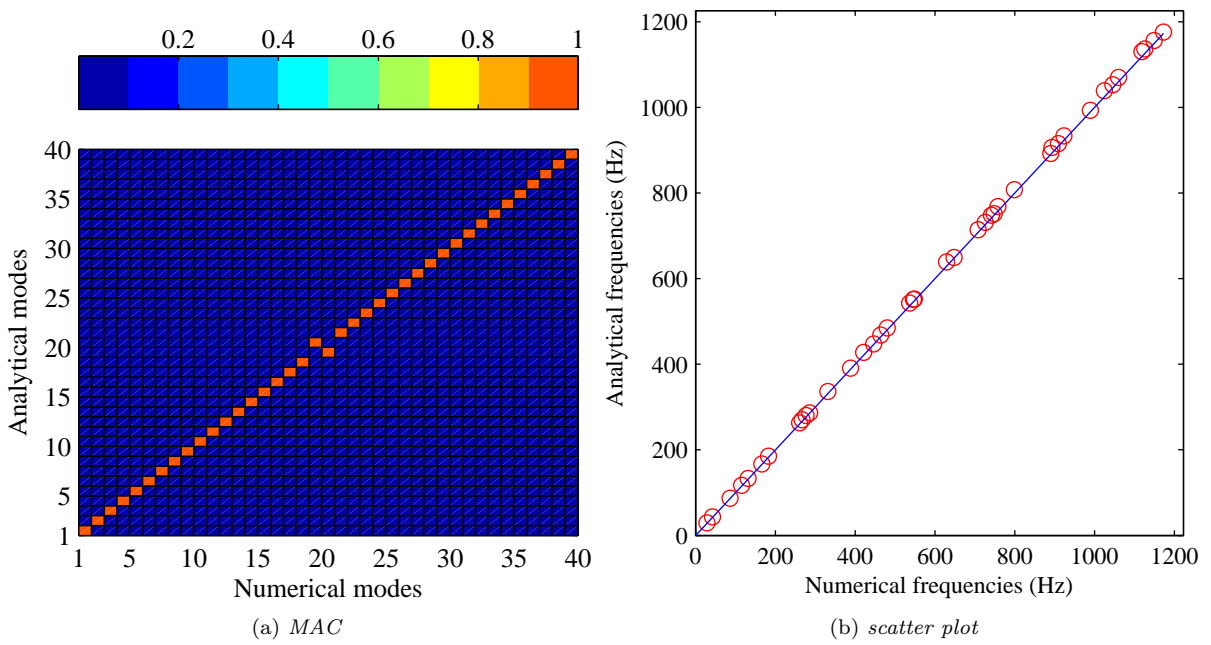 0.2 0.4 0.6 0.8 1
40
35
30
25
20
15
10
5
1
Analytical modes
1 5 10 15 20 25 30 35 40
Numerical modes
(a) MAC
1200
1000
800
600
400
200
0
Analytical frequencies (Hz)
0 200 400 600 800 1000 1200
Numerical frequencies (Hz)
(b) scatter plot